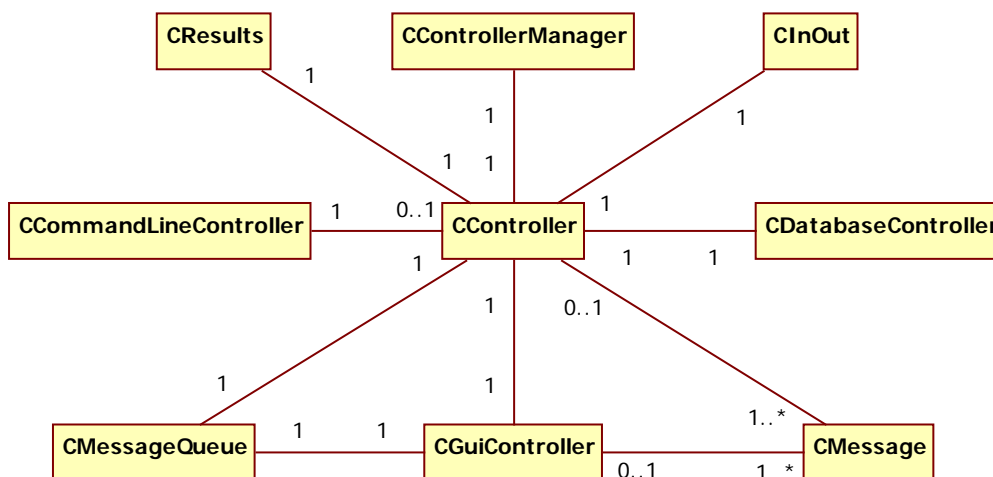 CResults CControllerManager CInOut
1
1 1
1 1
CCommandLineController 1 0..1 CController 1 CDatabaseController
1 1 1
1 0..1
1 1
1..*
CMessageQueue 1 1 CGuiController CMessage
0..1 1..*